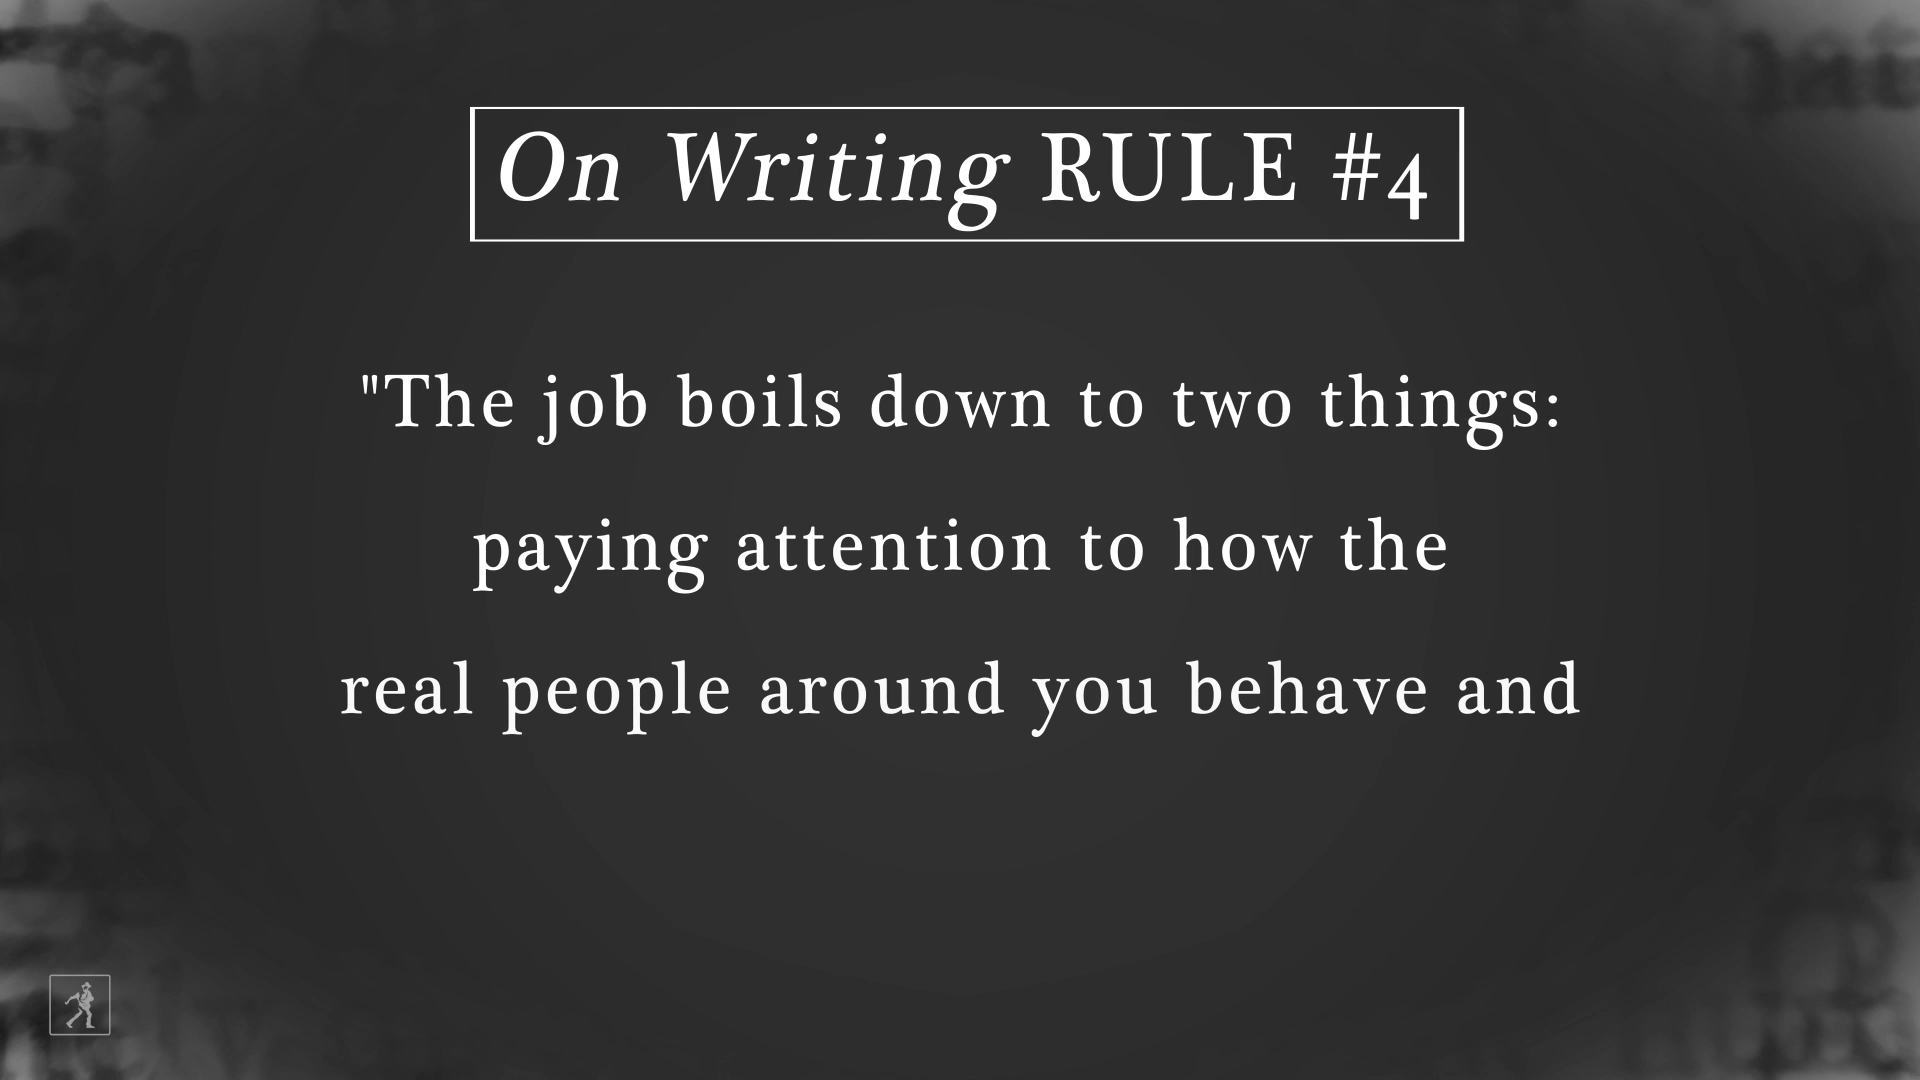 On Writing RULE #4
"The job boils down to two things:
paying attention to how the
real people around you behave and